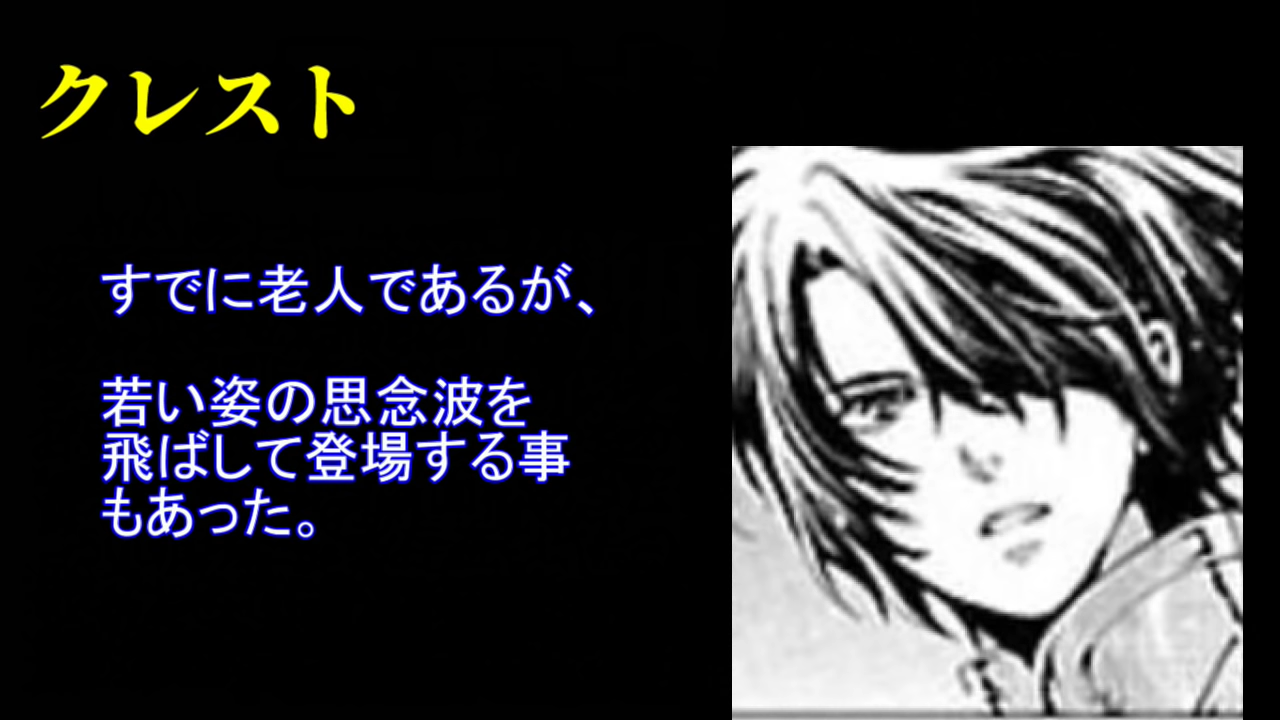 クレスト
すでに老人であるが、
若い姿の思念波を
飛ばして登場する事
もあった。